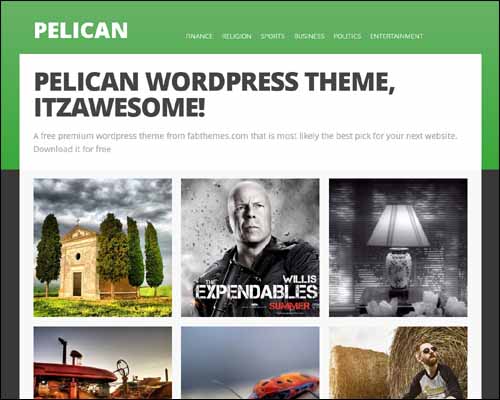 PELICAN
FINANCE RELIGION SPORTS BUSINESS POLITICS ENTERTAINMENT
PELICAN WORDPRESS THEME,
ITZAWESOME!
A free premium wordpress theme from fabthemes.com that is most likely the best pick for your next website.
Download it for free
WILLIS
THE
EXPENDABLES
SUMMER